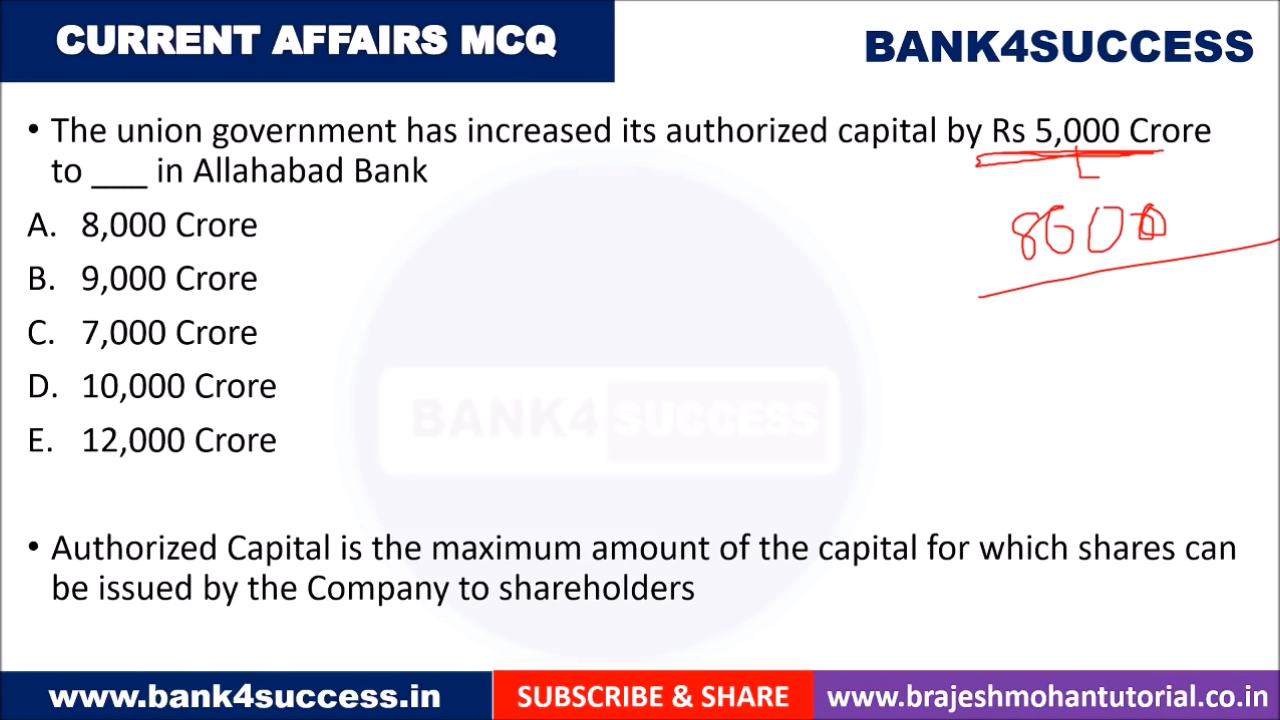 CURRENT AFFAIRS MCQ
BANK4SUCCESS
• The union government has increased its authorized capital by Rs 5,000 Crore
to ___ in Allahabad Bank
8000
A. 8,000 Crore
B. 9,000 Crore
C. 7,000 Crore
D. 10,000 Crore
E. 12,000 Crore
BANK4 SUCCESS
• Authorized Capital is the maximum amount of the capital for which shares can
be issued by the Company to shareholders
www.bank4success.in
SUBSCRIBE & SHARE
www.brajeshmohantutorial.co.in